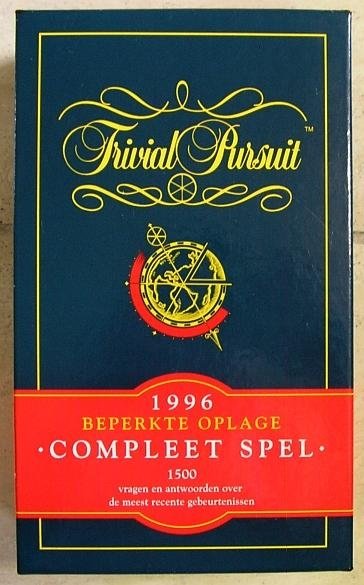 Trivial Pursuit™
1996
BEPERKTE OPLAGE
· COMPLEET SPEL ·
1500
vragen en antwoorden over
de meest recente gebeurtenissen